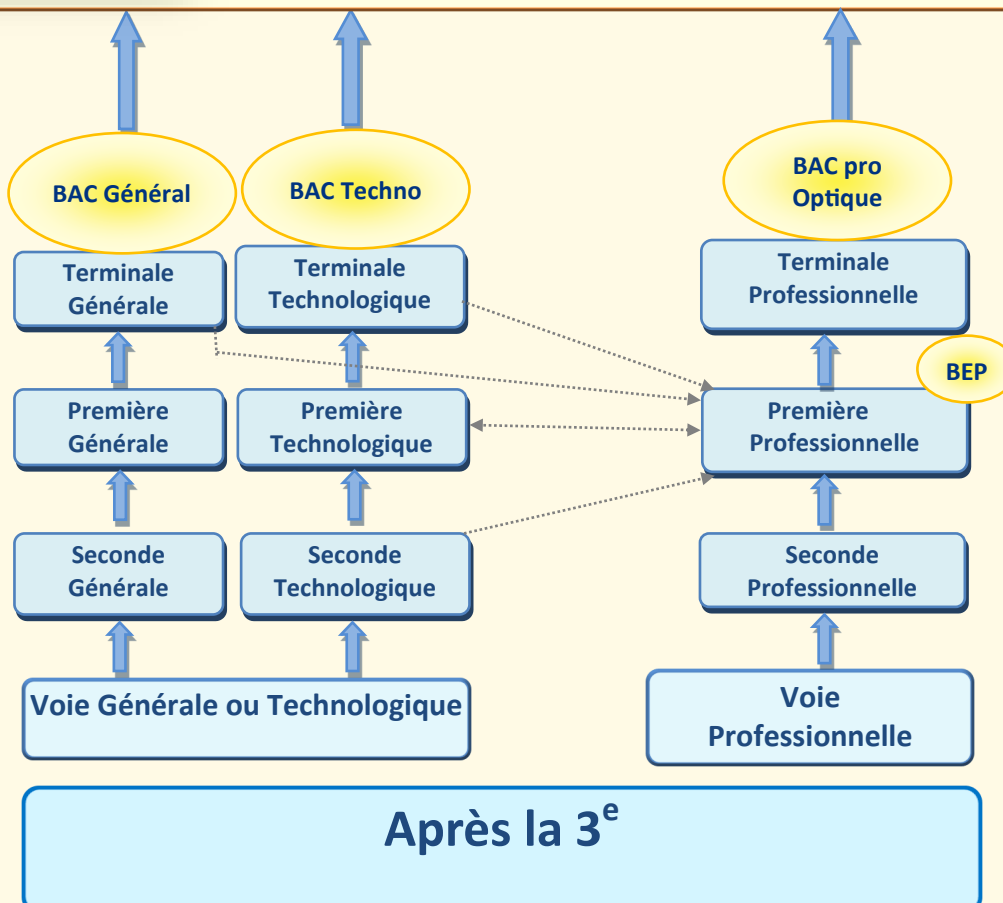 BAC Général
BAC Techno
BAC pro
Optique
Terminale
Générale
Terminale
Technologique
Terminale
Professionnelle
BEP
Première
Générale
Première
Technologique
Première
Professionnelle
Seconde
Générale
Seconde
Technologique
Seconde
Professionnelle
Voie Générale ou Technologique
Voie
Professionnelle
Après la 3e